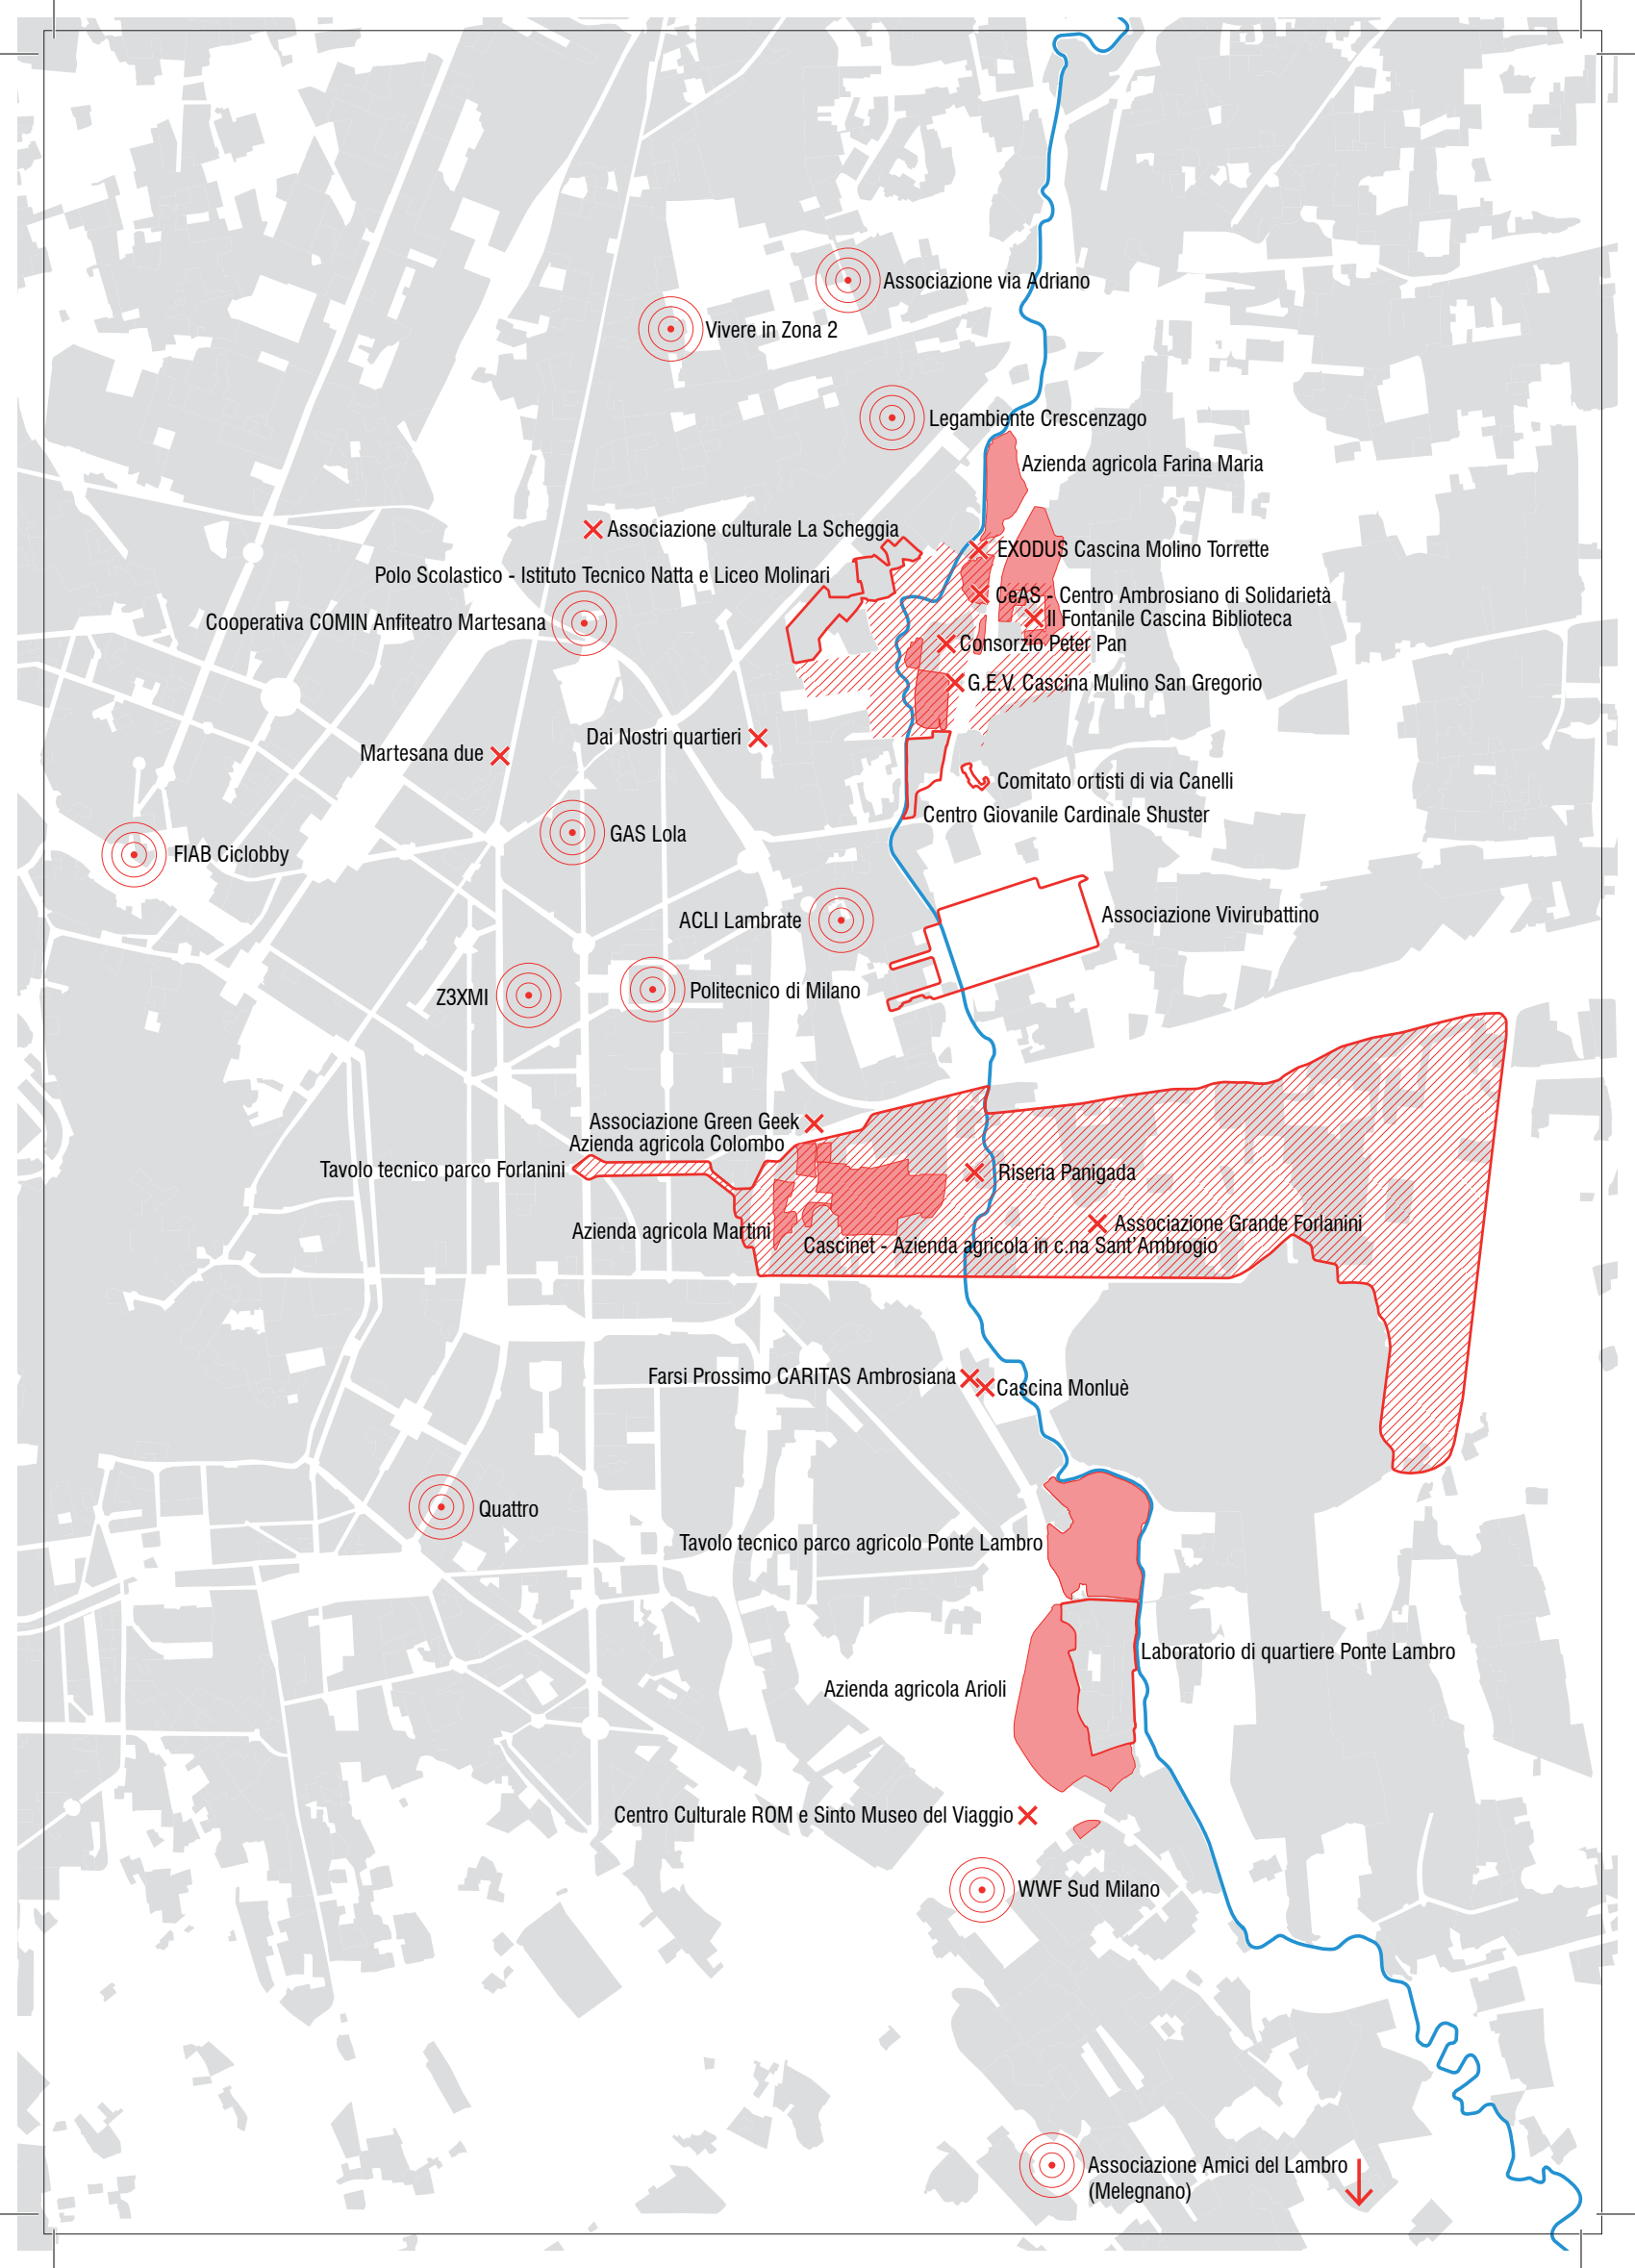 Associazione via Adriano
Vivere in Zona 2
Legambiente Crescenzago
Azienda agricola Farina Maria
Associazione culturale La Scheggia
EXODUS Cascina Molino Torrette
Polo Scolastico - Istituto Tecnico Natta e Liceo Molinari
CeAS - Centro Ambrosiano di Solidarietà
Il Fontanile Cascina Biblioteca
Cooperativa COMIN Anfiteatro Martesana
Consorzio Peter Pan
G.E.V. Cascina Mulino San Gregorio
Dai Nostri quartieri
Martesana due
Comitato ortisti di via Canelli
Centro Giovanile Cardinale Shuster
GAS Lola
FIAB Ciclobby
Associazione Vivirubattino
ACLI Lambrate
Politecnico di Milano
Z3XMI
Associazione Green Geek
Azienda agricola Colombo
Tavolo tecnico parco Forlanini
Riseria Panigada
Associazione Grande Forlanini
Azienda agricola Martini
Cascinet - Azienda agricola in c.na Sant'Ambrogio
Farsi Prossimo CARITAS Ambrosiana
Cascina Monluè
Quattro
Tavolo tecnico parco agricolo Ponte Lambro
Laboratorio di quartiere Ponte Lambro
Azienda agricola Arioli
Centro Culturale ROM e Sinto Museo del Viaggio
WWF Sud Milano
Associazione Amici del Lambro
(Melegnano)